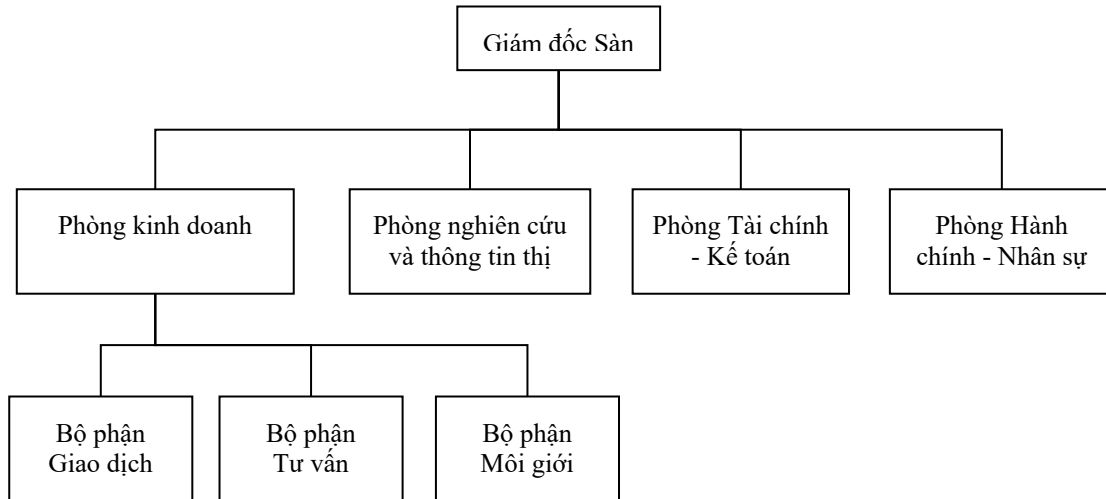 Giám đốc Sàn
Phòng kinh doanh
Phòng nghiên cứu
và thông tin thị
Phòng Tài chính
- Kế toán
Phòng Hành
chính - Nhân sự
Bộ phận
Giao dịch
Bộ phận
Tư vấn
Bộ phận
Môi giới